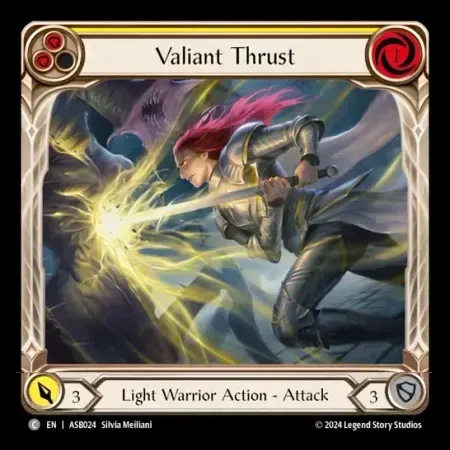 Valiant Thrust
1
3
Light Warrior Action - Attack
3
C EN | ASB024 Silvia Meiliani
© 2024 Legend Story Studios